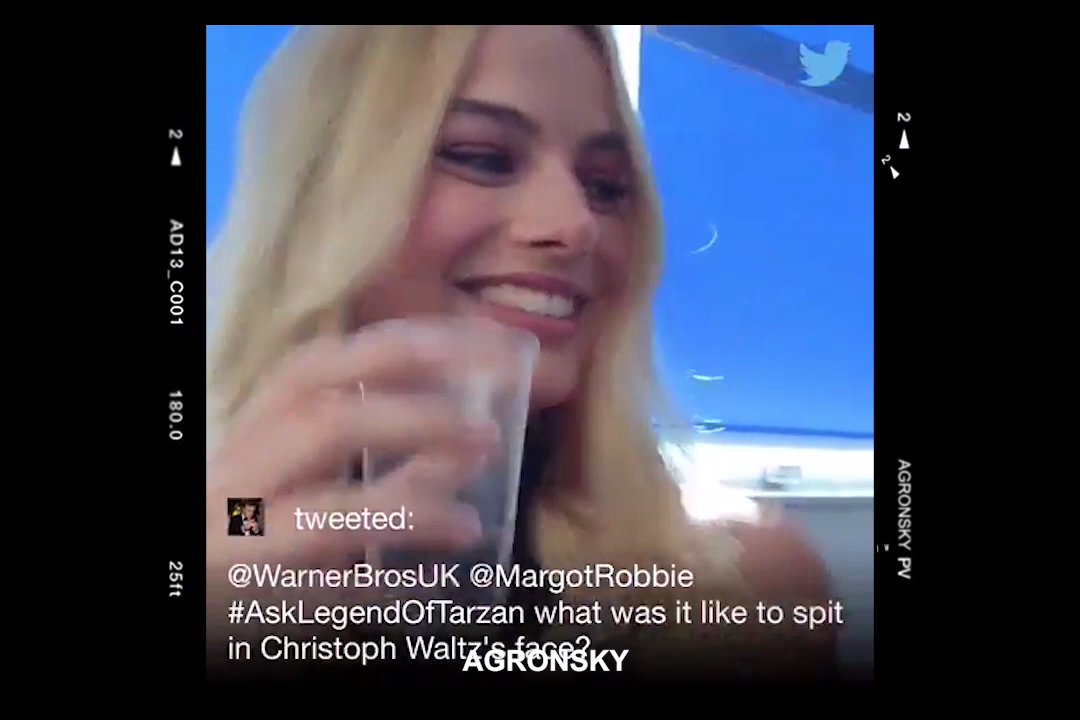 2
AD13_C001
180.0
25ft
tweeted:
@WarnerBrosUK @MargotRobbie
#AskLegendOfTarzan what was it like to spit
in Christoph Waltz's face?
AGRONSKY
2
2
AGRONSKY PV